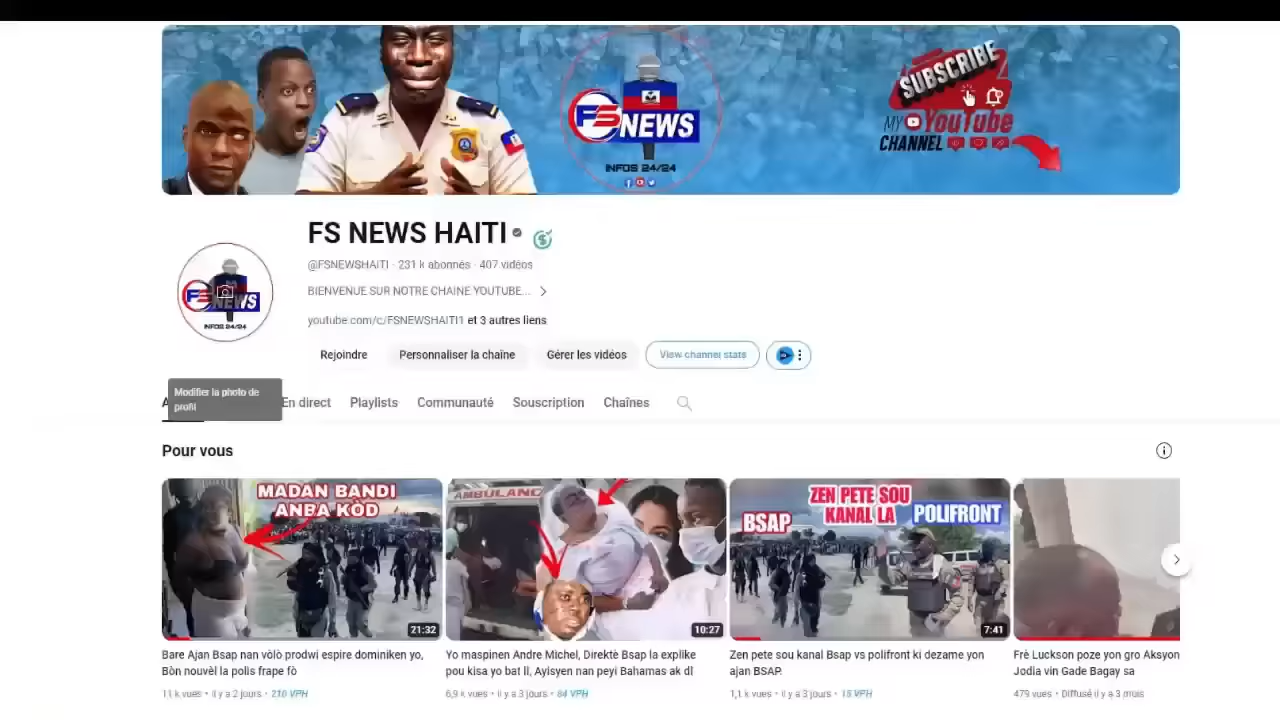 SUBSCRIBE
FS NEWS
MY YouTube
CHANNEL
INFOS 24/24
FS NEWS HAITI
@FSNEWSHAITI · 231 k abonnés · 407 vidéos
BIENVENUE SUR NOTRE CHAINE YOUTUBE...
FS NEWS
INFOS 24/24
youtube.com/c/FSNEWSHAITI1 et 3 autres liens
Rejoindre Personnaliser la chaîne Gérer les vidéos View channel stats
Modifier la photo de
profil
A En direct Playlists Communauté Souscription Chaînes
Pour vous
MADAN BANDI
ANBA KÒD
21:32
AMBULANC
10:27
ZEN PETE SOU
KANAL LA
BSAP
POLIFRONT
7:41
Bare Ajan Bsap nan vòlò prodwi espire dominiken yo,
Bòn nouvèl la polis frape fò
11 k vues • il y a 2 jours • 210 VPH
Yo maspinen Andre Michel, Direktè Bsap la eksplike
pou kisa yo bat li, Ayisyen nan peyi Bahamas ak dl
6,9 k vues • il y a 3 jours • 84 VPH
Zen pete sou kanal Bsap vs polifront ki dezame yon
ajan BSAP.
1,1 k vues • il y a 3 jours • 15 VPH
Frè Luckson poze yon gro Aksyon
Jodia vin Gade Bagay sa
479 vues • Diffusé il y a 3 mois